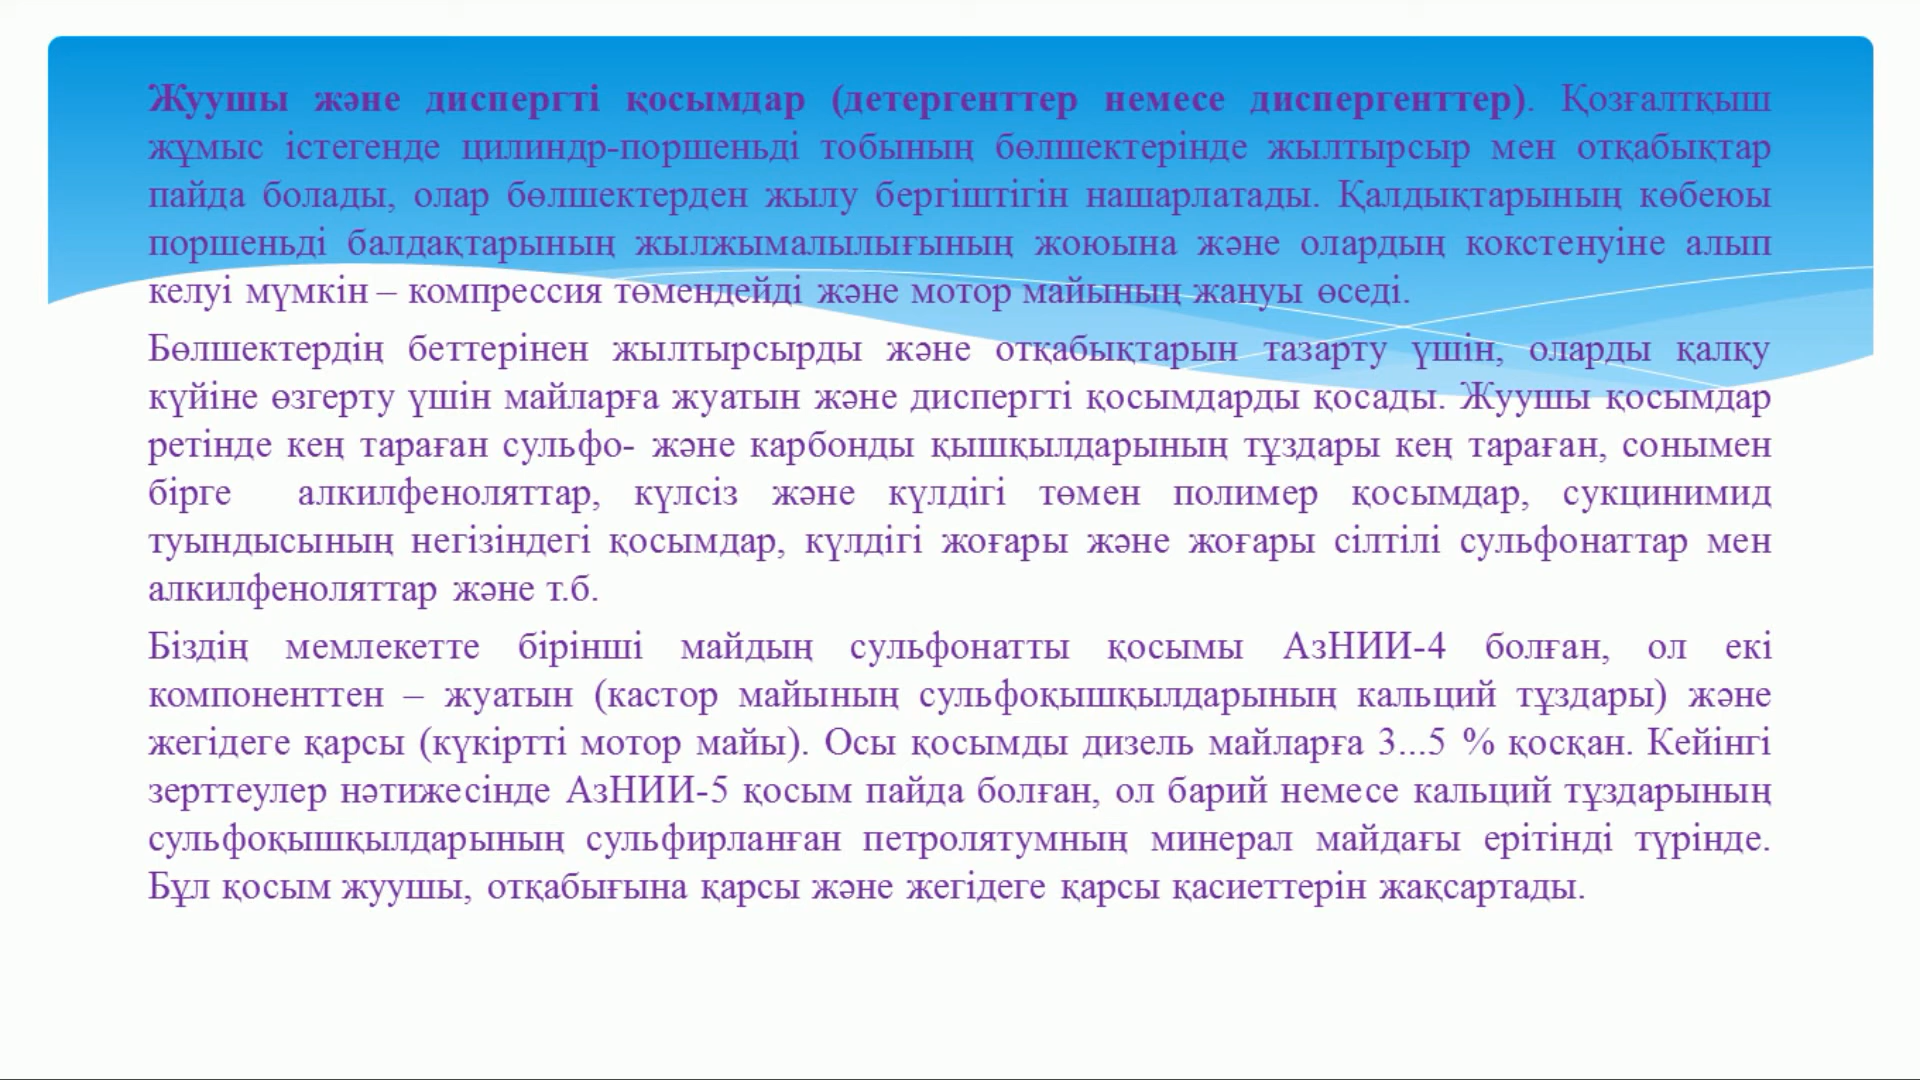 Жуушы және диспергті қосымдар (детергенттер немесе диспергенттер). Қозғалтқыш
жұмыс істегенде цилиндр-поршеньді тобының бөлшектерінде жылтырсыр мен отқабықтар
пайда болады, олар бөлшектерден жылу бергіштігін нашарлатады. Қалдықтарының көбеюы
поршеньді балдақтарының жылжымалылығының жоюына және олардың кокстенуіне алып
келуі мүмкін – компрессия төмендейді және мотор майының жануы өседі.
Бөлшектердің беттерінен жылтырсырды және отқабықтарын тазарту үшін, оларды қалқу
күйіне өзгерту үшін майларға жуатын және диспергті қосымдарды қосады. Жуушы қосымдар
ретінде кең тараған сульфо- және карбонды қышқылдарының тұздары кең тараған, сонымен
бірге алкилфеноляттар, күлсіз және күлдігі төмен полимер қосымдар, сукцинимид
туындысының негізіндегі қосымдар, күлдігі жоғары және жоғары сілтілі сульфонаттар мен
алкилфеноляттар және т.б.
Біздің мемлекетте бірінші майдың сульфонатты қосымы АзНИИ-4 болған, ол екі
компоненттен – жуатын (кастор майының сульфоқышқылдарының кальций тұздары) және
жегідеге қарсы (күкіртті мотор майы). Осы қосымды дизель майларға 3...5 % қосқан. Кейінгі
зерттеулер нәтижесінде АзНИИ-5 қосым пайда болған, ол барий немесе кальций тұздарының
сульфоқышқылдарының сульфирланған петролятумның минерал майдағы ерітінді түрінде.
Бұл қосым жуушы, отқабығына қарсы және жегідеге қарсы қасиеттерін жақсартады.